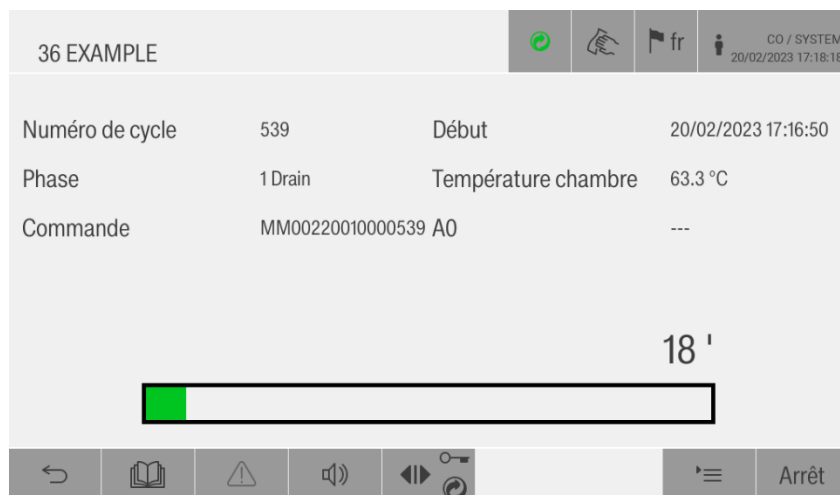 36 EXAMPLE
fr
CO / SYSTEM
20/02/2023 17:18:18
Numéro de cycle 539 Début 20/02/2023 17:16:50
Phase 1 Drain Température chambre 63.3 °C
Commande MM00220010000539 A0 ---
18 '
Arrêt